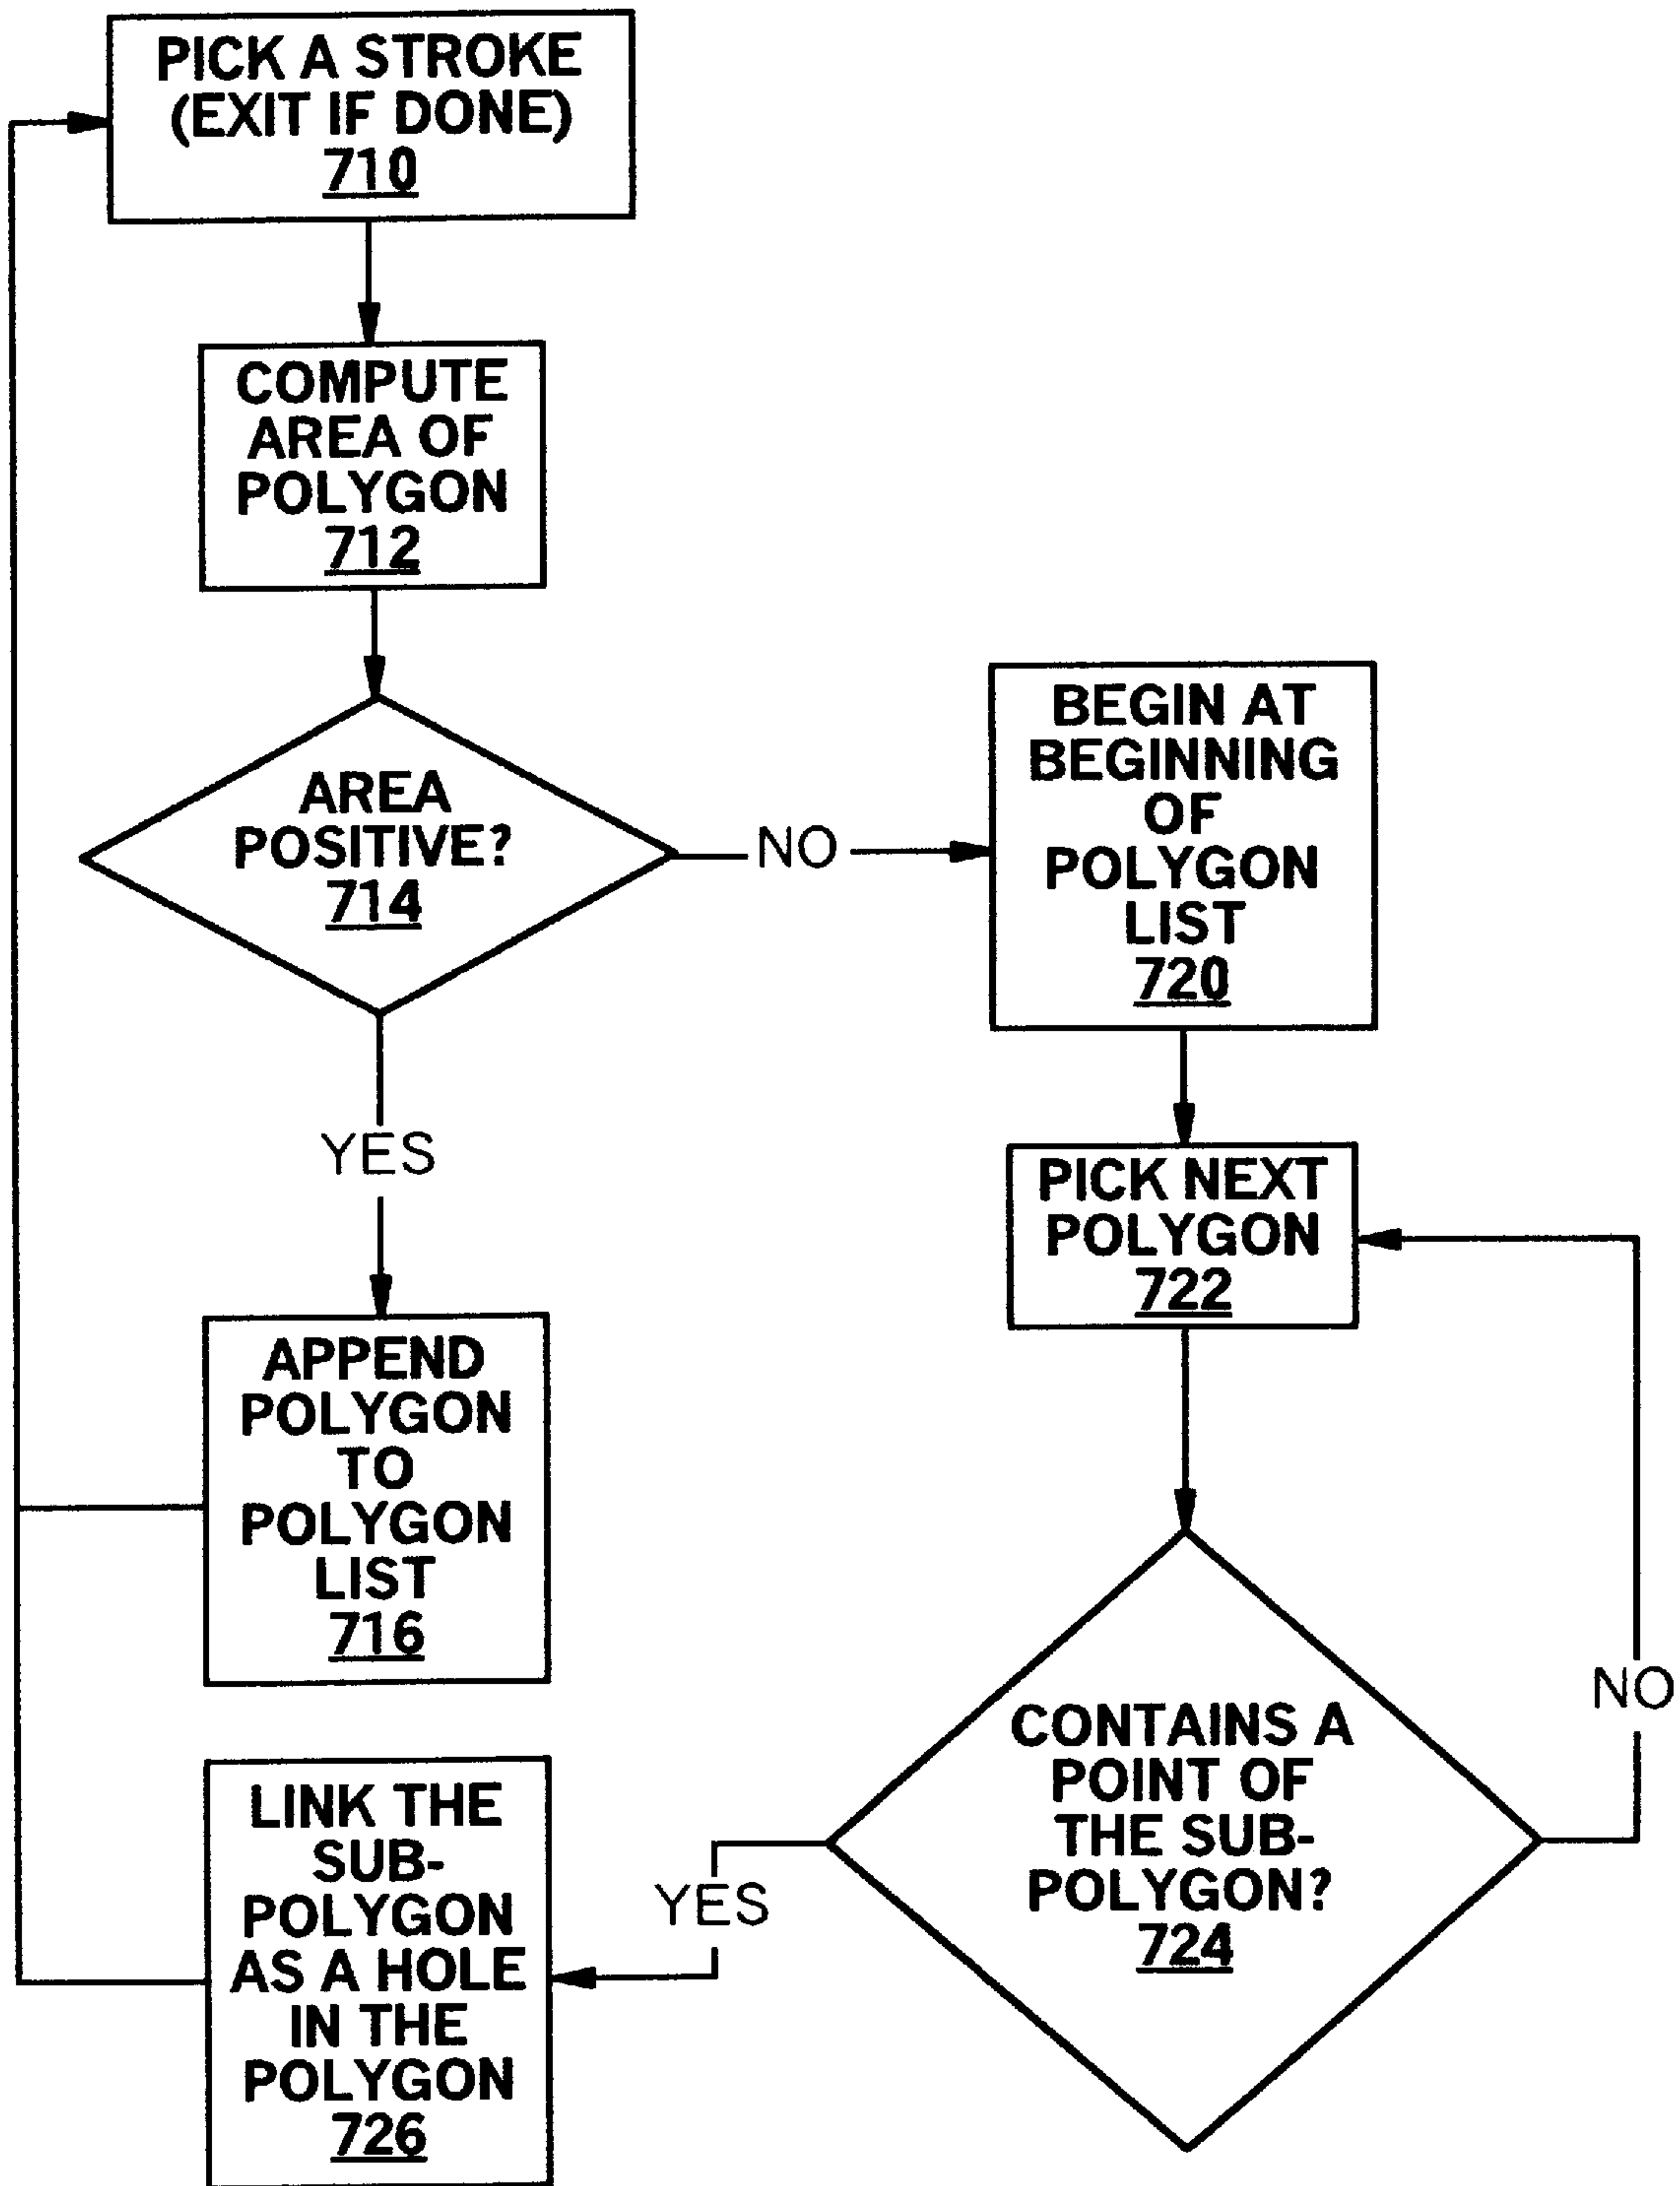 PICK A STROKE
(EXIT IF DONE)
710
COMPUTE
AREA OF
POLYGON
712
AREA
POSITIVE?
714
NO
YES
BEGIN AT
BEGINNING
OF
POLYGON
LIST
720
PICK NEXT
POLYGON
722
APPEND
POLYGON
TO
POLYGON
LIST
716
CONTAINS A
POINT OF
THE SUB-
POLYGON?
724
NO
YES
LINK THE
SUB-
POLYGON
AS A HOLE
IN THE
POLYGON
726